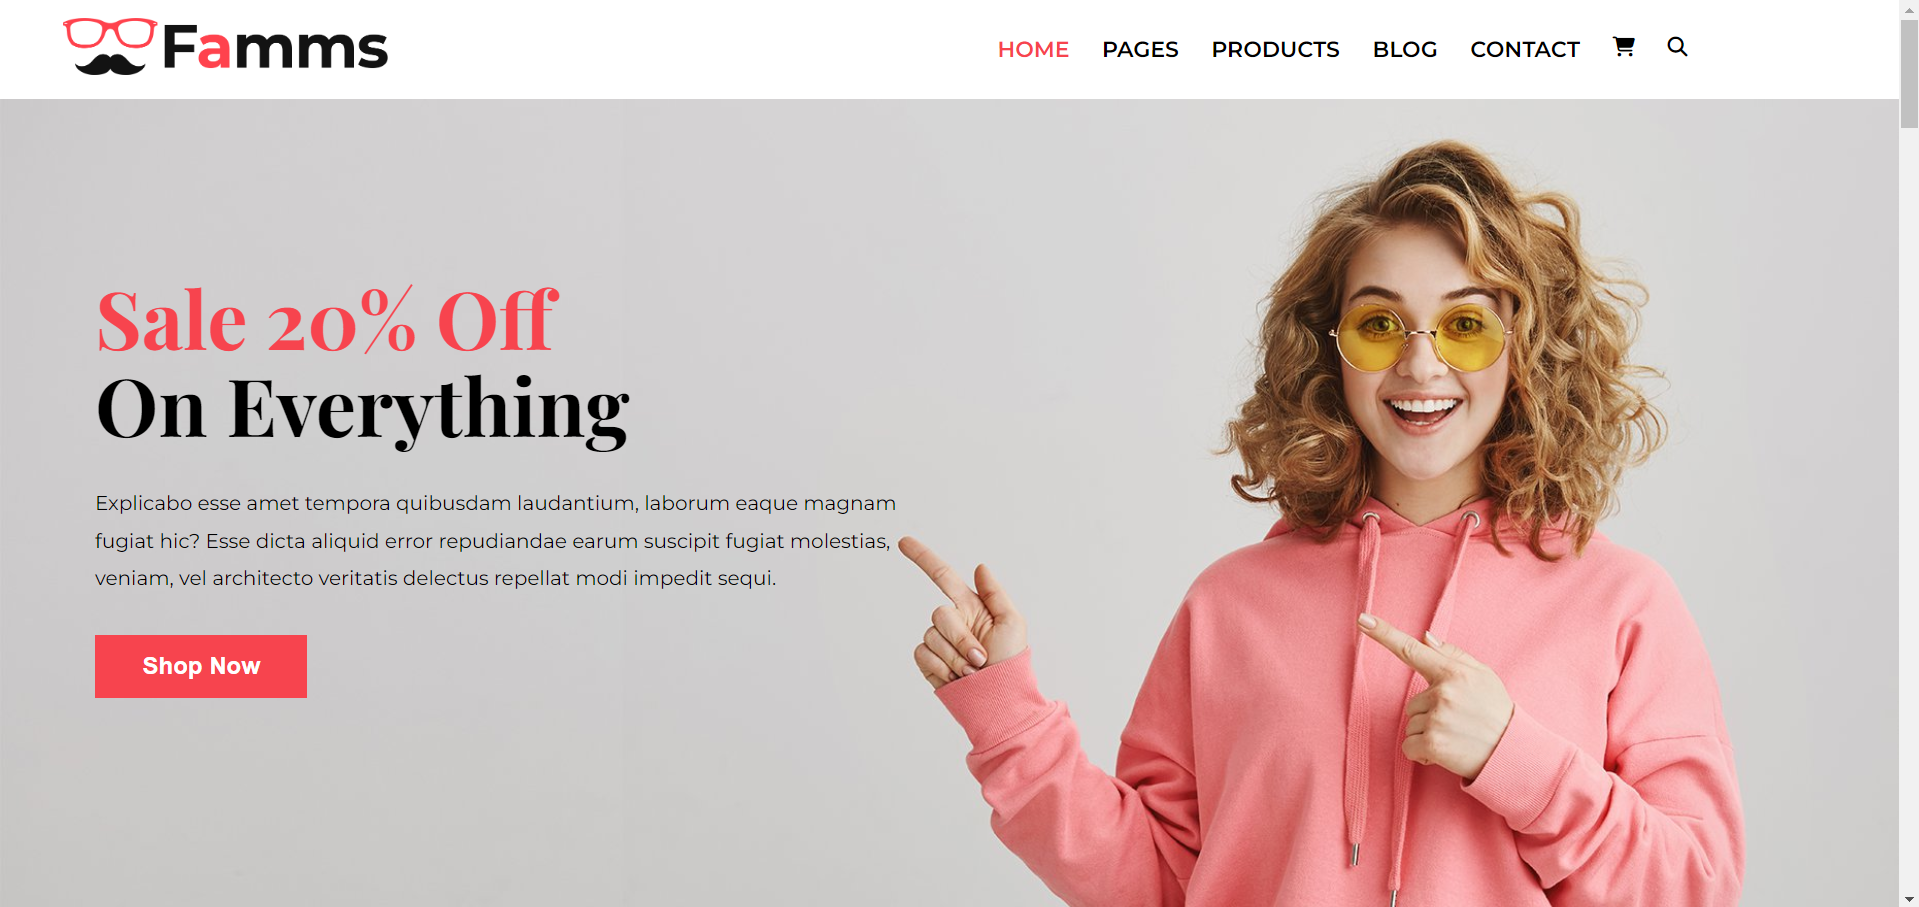 Famms
HOME PAGES PRODUCTS BLOG CONTACT
Sale 20% Off
On Everything
Explicabo esse amet tempora quibusdam laudantium, laborum eaque magnam
fugiat hic? Esse dicta aliquid error repudiandae earum suscipit fugiat molestias,
veniam, vel architecto veritatis delectus repellat modi impedit sequi.
Shop Now